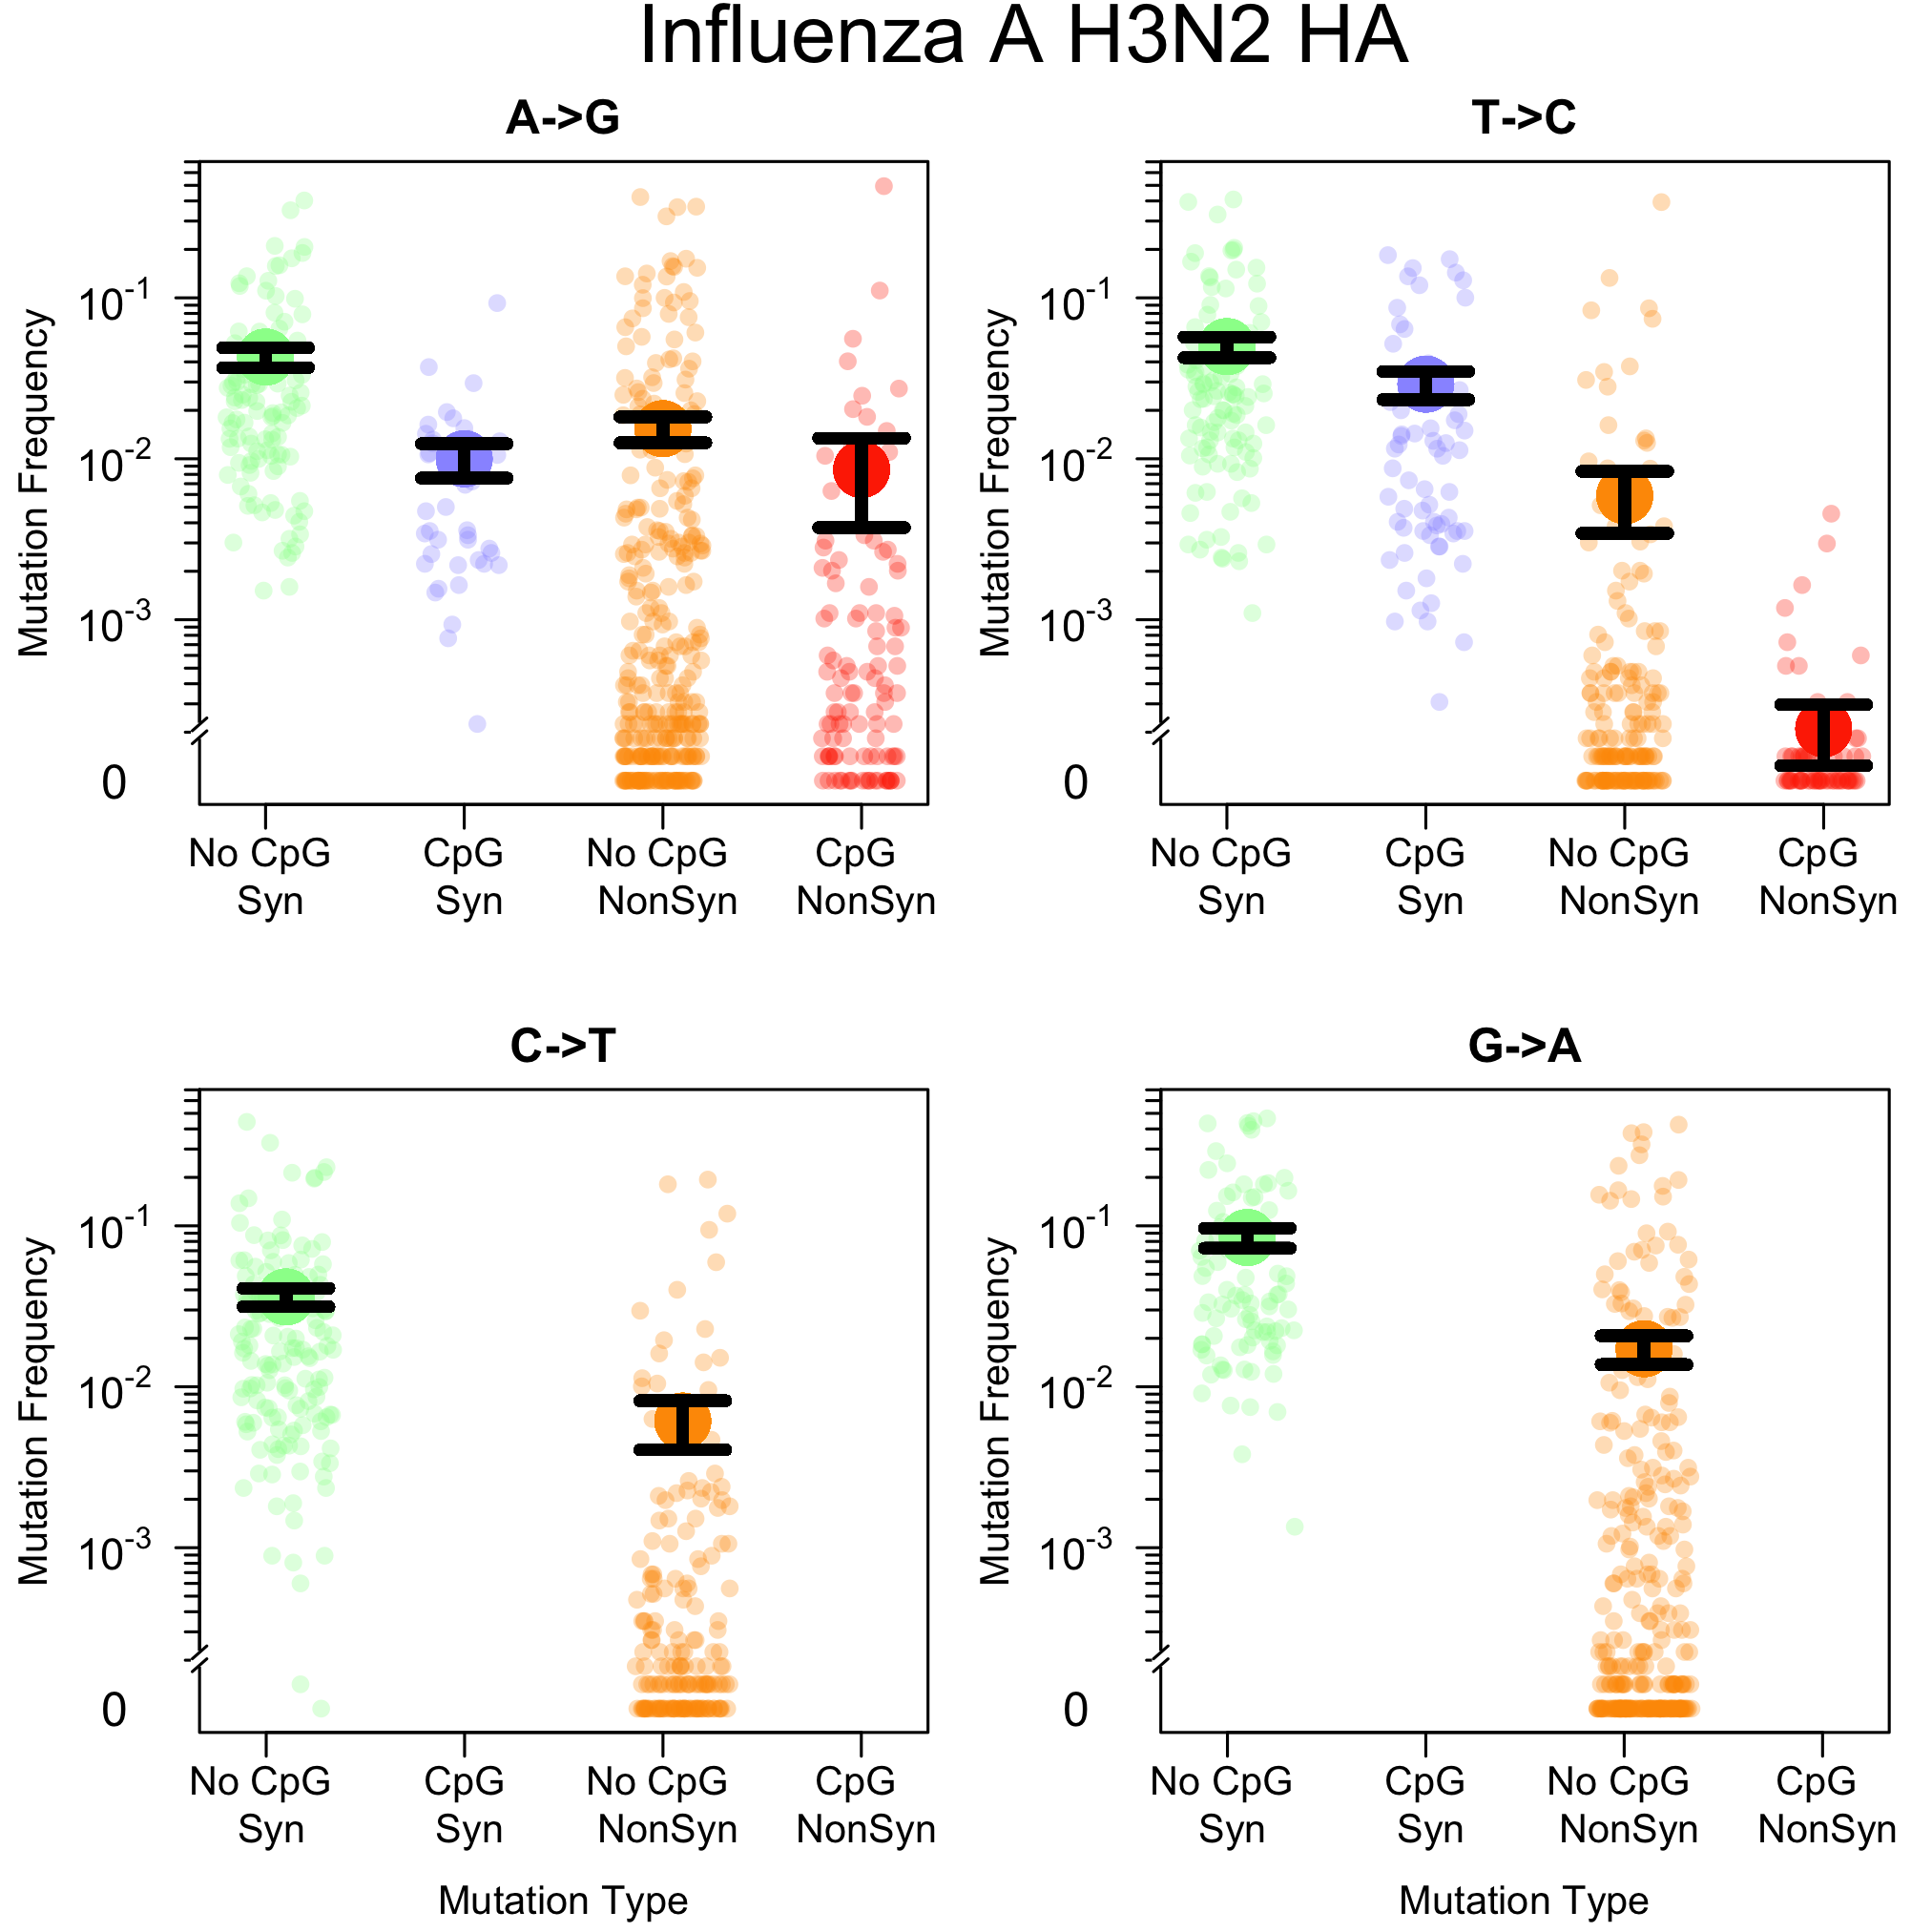 Influenza A H3N2 HA
A->G
Mutation Frequency
10-1
10-2
10-3
0
No CpG Syn
CpG Syn
No CpG NonSyn
CpG NonSyn
T->C
Mutation Frequency
10-1
10-2
10-3
0
No CpG Syn
CpG Syn
No CpG NonSyn
CpG NonSyn
C->T
Mutation Frequency
10-1
10-2
10-3
0
No CpG Syn
CpG Syn
No CpG NonSyn
CpG NonSyn
Mutation Type
G->A
Mutation Frequency
10-1
10-2
10-3
0
No CpG Syn
CpG Syn
No CpG NonSyn
CpG NonSyn
Mutation Type